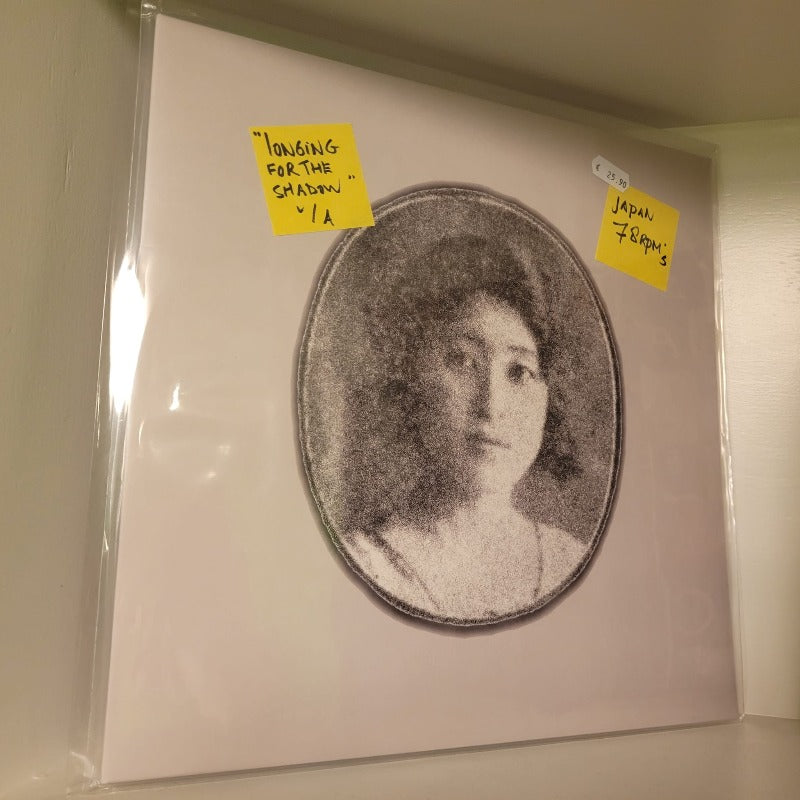 "LONGING
FOR THE
SHADOW"
V/A
€ 25.90
JAPAN
78RPM's